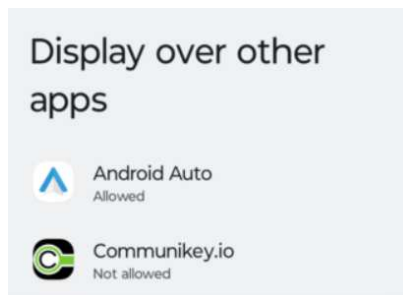 Display over other
apps
Android Auto
Allowed
Communikey.io
Not allowed